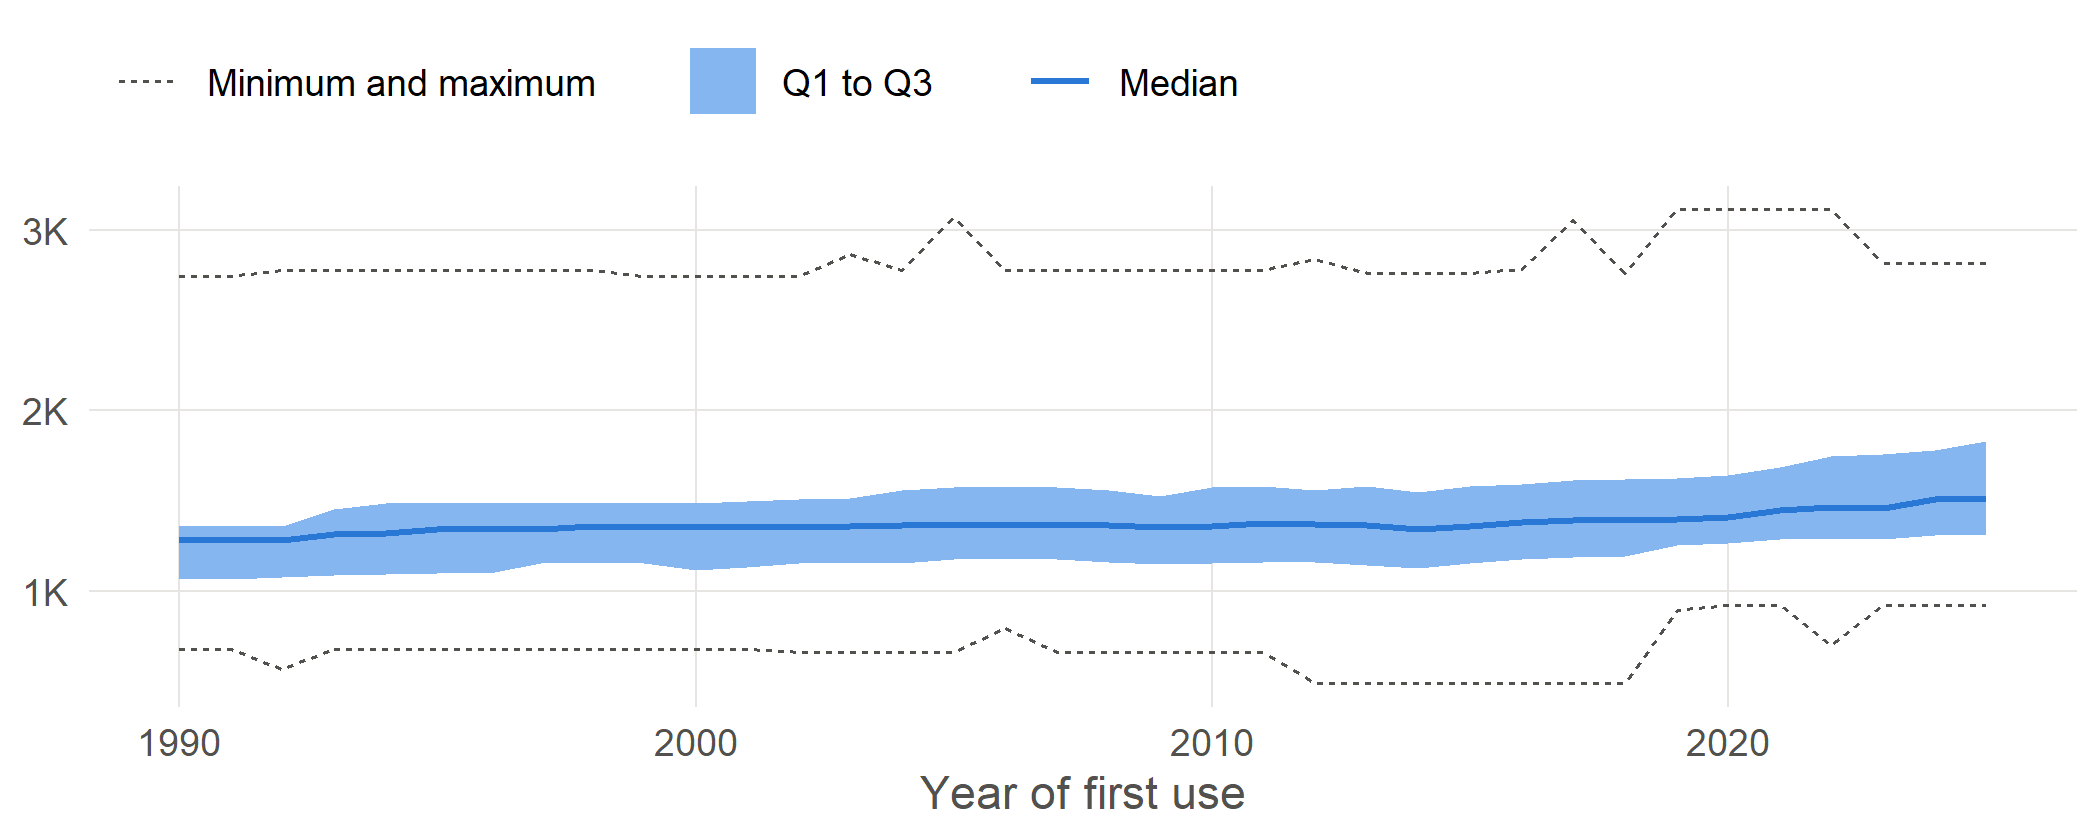 Minimum and maximum Q1 to Q3 Median
3K
2K
1K
1990 2000 2010 2020
Year of first use